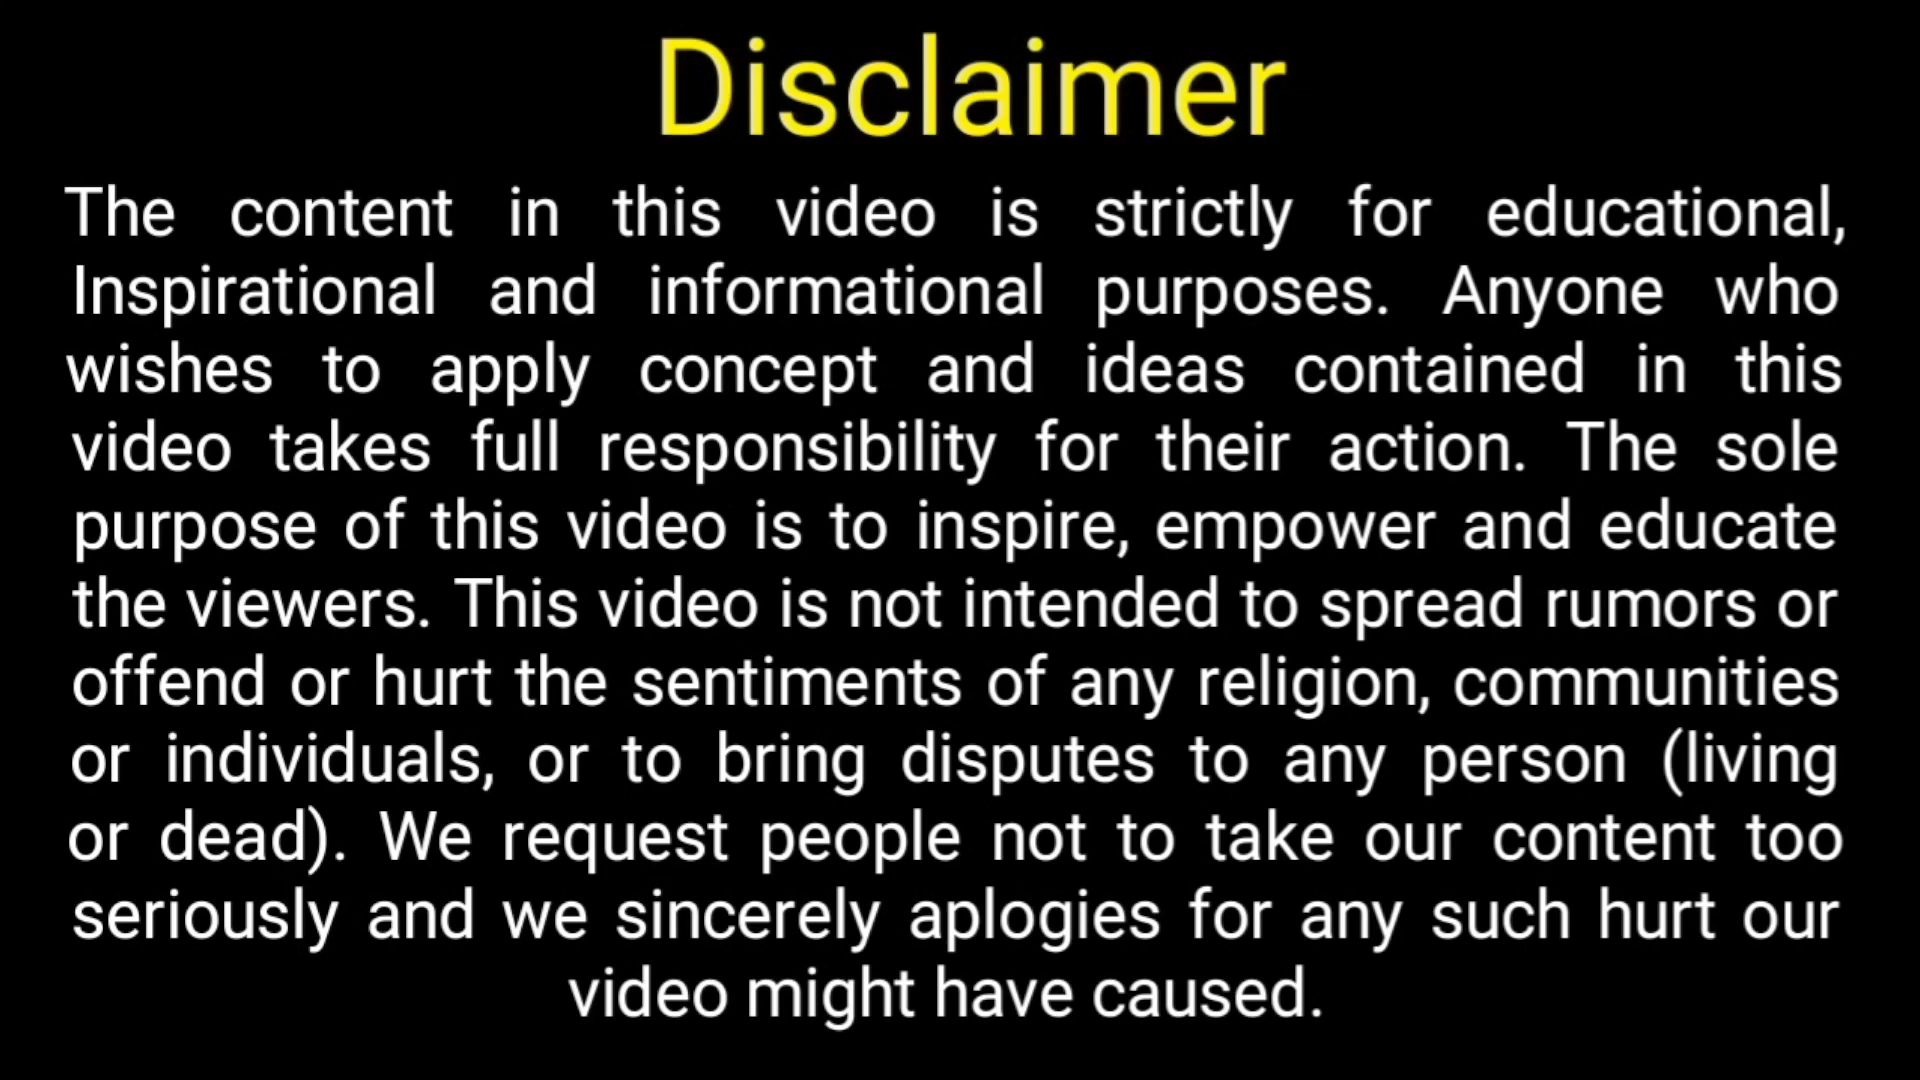 Disclaimer
The content in this video is strictly for educational,
Inspirational and informational purposes. Anyone who
wishes to apply concept and ideas contained in this
video takes full responsibility for their action. The sole
purpose of this video is to inspire, empower and educate
the viewers. This video is not intended to spread rumors or
offend or hurt the sentiments of any religion, communities
or individuals, or to bring disputes to any person (living
or dead). We request people not to take our content too
seriously and we sincerely aplogies for any such hurt our
video might have caused.